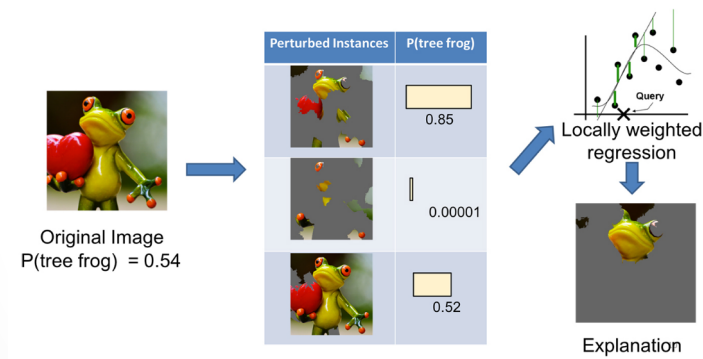 Original Image
P(tree frog) = 0.54
Perturbed Instances
P(tree frog)
0.85
0.00001
0.52
Query
Locally weighted
regression
Explanation